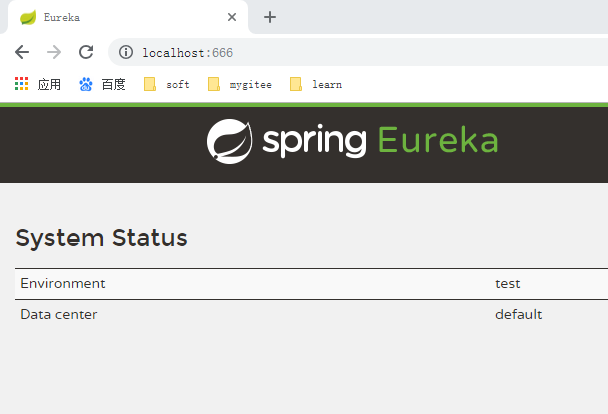 Eureka
localhost:666
应用 百度 soft mygitee learn
spring Eureka
System Status
Environment test
Data center default